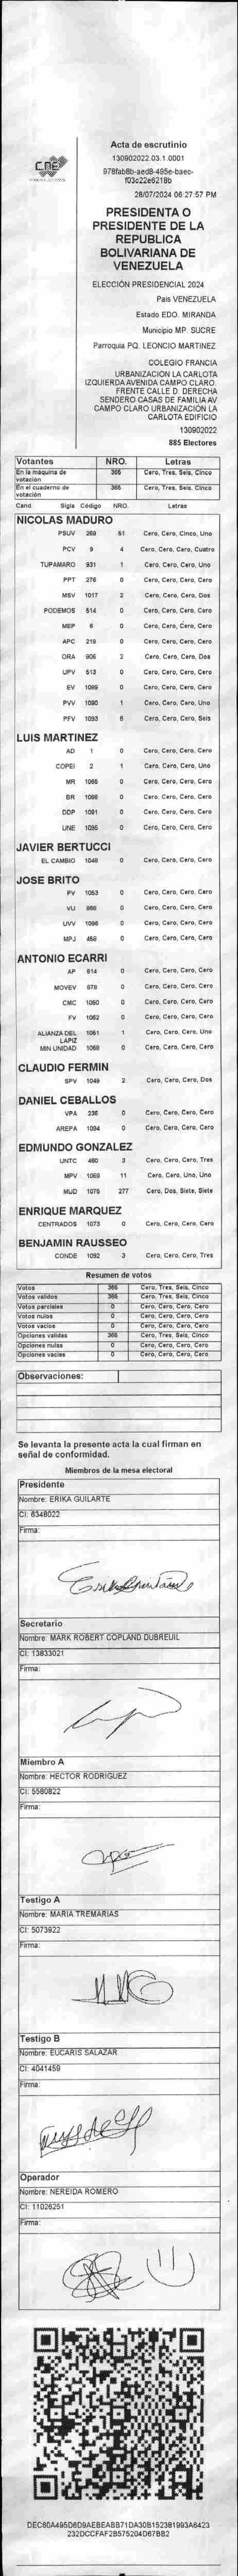 CNE
Acta de escrutinio
130902022.03.1.0001
978fab8b-aed8-495e-baec-
f03c22e6218b
28/07/2024 06:27:57 PM
PRESIDENTA O
PRESIDENTE DE LA
REPUBLICA
BOLIVARIANA DE
VENEZUELA
ELECCIÓN PRESIDENCIAL 2024
País VENEZUELA
Estado EDO. MIRANDA
Municipio MP. SUCRE
Parroquia PQ. LEONCIO MARTINEZ
COLEGIO FRANCIA
URBANIZACION LA CARLOTA
IZQUIERDA AVENIDA CAMPO CLARO.
FRENTE CALLE D. DERECHA
SENDERO CASAS DE FAMILIA AV
CAMPO CLARO URBANIZACIÓN LA
CARLOTA EDIFICIO
130902022
885 Electores
Votantes NRO. Letras
En la máquina de votación 365 Cero, Tres, Seis, Cinco
En el cuaderno de votación 365 Cero, Tres, Seis, Cinco
Cand. Sigla Código NRO. Letras
NICOLAS MADURO
PSUV 269 51 Cero, Cero, Cinco, Uno
PCV 9 4 Cero, Cero, Cero, Cuatro
TUPAMARO 931 1 Cero, Cero, Cero, Uno
PPT 276 0 Cero, Cero, Cero, Cero
MSV 1017 2 Cero, Cero, Cero, Dos
PODEMOS 514 0 Cero, Cero, Cero, Cero
MEP 6 0 Cero, Cero, Cero, Cero
APC 219 0 Cero, Cero, Cero, Cero
ORA 906 2 Cero, Cero, Cero, Dos
UPV 513 0 Cero, Cero, Cero, Cero
EV 1089 0 Cero, Cero, Cero, Cero
PVV 1090 1 Cero, Cero, Cero, Uno
PFV 1093 6 Cero, Cero, Cero, Seis
LUIS MARTINEZ
AD 1 0 Cero, Cero, Cero, Cero
COPEI 2 1 Cero, Cero, Cero, Uno
MR 1065 0 Cero, Cero, Cero, Cero
BR 1066 0 Cero, Cero, Cero, Cero
DDP 1091 0 Cero, Cero, Cero, Cero
UNE 1095 0 Cero, Cero, Cero, Cero
JAVIER BERTUCCI
EL CAMBIO 1048 0 Cero, Cero, Cero, Cero
JOSE BRITO
PV 1053 0 Cero, Cero, Cero, Cero
VU 868 0 Cero, Cero, Cero, Cero
UVV 1096 0 Cero, Cero, Cero, Cero
MPJ 459 0 Cero, Cero, Cero, Cero
ANTONIO ECARRI
AP 814 0 Cero, Cero, Cero, Cero
MOVEV 878 0 Cero, Cero, Cero, Cero
CMC 1050 0 Cero, Cero, Cero, Cero
FV 1062 0 Cero, Cero, Cero, Cero
ALIANZA DEL LAPIZ 1051 1 Cero, Cero, Cero, Uno
MIN UNIDAD 1058 0 Cero, Cero, Cero, Cero
CLAUDIO FERMIN
SPV 1049 2 Cero, Cero, Cero, Dos
DANIEL CEBALLOS
VPA 236 0 Cero, Cero, Cero, Cero
AREPA 1094 0 Cero, Cero, Cero, Cero
EDMUNDO GONZALEZ
UNTC 460 3 Cero, Cero, Cero, Tres
MPV 1069 11 Cero, Cero, Uno, Uno
MUD 1075 277 Cero, Dos, Siete, Siete
ENRIQUE MARQUEZ
CENTRADOS 1073 0 Cero, Cero, Cero, Cero
BENJAMIN RAUSSEO
CONDE 1092 3 Cero, Cero, Cero, Tres
Resumen de votos
Votos 365 Cero, Tres, Seis, Cinco
Votos válidos 365 Cero, Tres, Seis, Cinco
Votos parciales 0 Cero, Cero, Cero, Cero
Votos nulos 0 Cero, Cero, Cero, Cero
Votos vacíos 0 Cero, Cero, Cero, Cero
Opciones válidas 365 Cero, Tres, Seis, Cinco
Opciones nulas 0 Cero, Cero, Cero, Cero
Opciones vacías 0 Cero, Cero, Cero, Cero
Observaciones:
Se levanta la presente acta la cual firman en
señal de conformidad.
Miembros de la mesa electoral
Presidente
Nombre: ERIKA GUILARTE
CI: 6348022
Firma:
Secretario
Nombre: MARK ROBERT COPLAND DUBREUIL
CI: 13833021
Firma:
Miembro A
Nombre: HECTOR RODRIGUEZ
CI: 5580822
Firma:
Testigo A
Nombre: MARIA TREMARIAS
CI: 5073922
Firma:
Testigo B
Nombre: EUCARIS SALAZAR
CI: 4041459
Firma:
Operador
Nombre: NEREIDA ROMERO
CI: 11026251
Firma:
DEC60A495D6D9AEBEABB71DA30B152381993A6423
232DCCFAF2B575204D67BB2